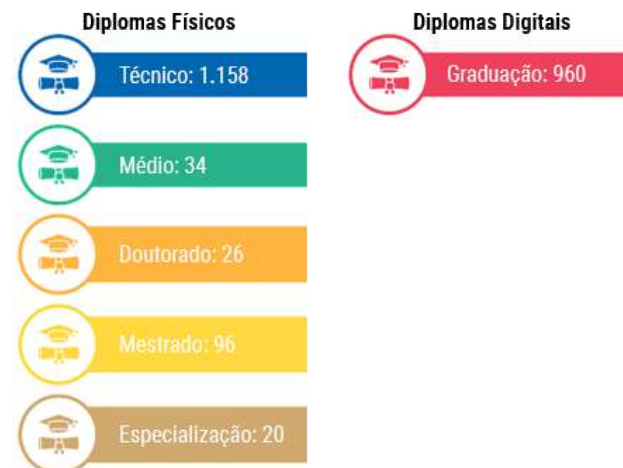 Diplomas Físicos
Técnico: 1.158
Médio: 34
Doutorado: 26
Mestrado: 96
Especialização: 20
Diplomas Digitais
Graduação: 960